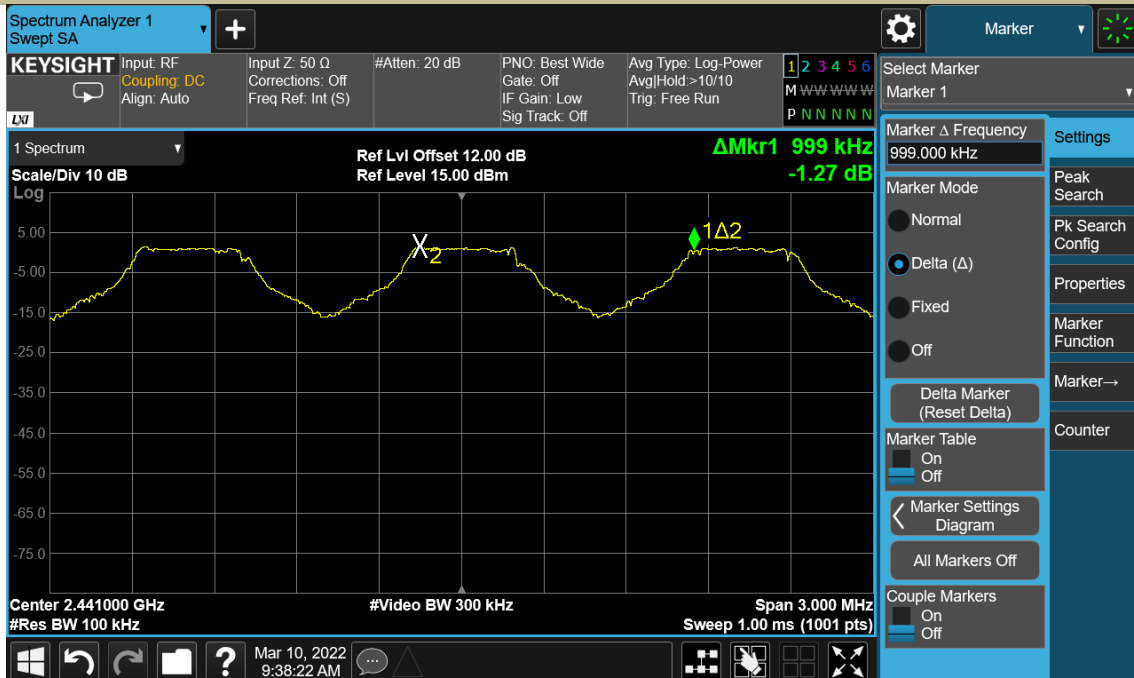 Spectrum Analyzer 1
Swept SA
Marker
KEYSIGHT
LXI
Input: RF
Coupling: DC
Align: Auto
Input Z: 50 Ω
Corrections: Off
Freq Ref: Int (S)
#Atten: 20 dB
PNO: Best Wide
Gate: Off
IF Gain: Low
Sig Track: Off
Avg Type: Log-Power
Avg|Hold:>10/10
Trig: Free Run
1 2 3 4 5 6
M W W W W W
P N N N N N
Select Marker
Marker 1
1 Spectrum
Scale/Div 10 dB
Log
Ref Lvl Offset 12.00 dB
Ref Level 15.00 dBm
ΔMkr1 999 kHz
-1.27 dB
5.00
-5.00
-15.0
-25.0
-35.0
-45.0
-55.0
-65.0
-75.0
X2
1Δ2
Center 2.441000 GHz
#Res BW 100 kHz
#Video BW 300 kHz
Span 3.000 MHz
Sweep 1.00 ms (1001 pts)
Marker Δ Frequency
999.000 kHz
Marker Mode
Normal
Delta (Δ)
Fixed
Off
Delta Marker
(Reset Delta)
Marker Table
On
Off
Marker Settings
Diagram
All Markers Off
Couple Markers
On
Off
Settings
Peak
Search
Pk Search
Config
Properties
Marker
Function
Marker→
Counter
?
Mar 10, 2022
9:38:22 AM